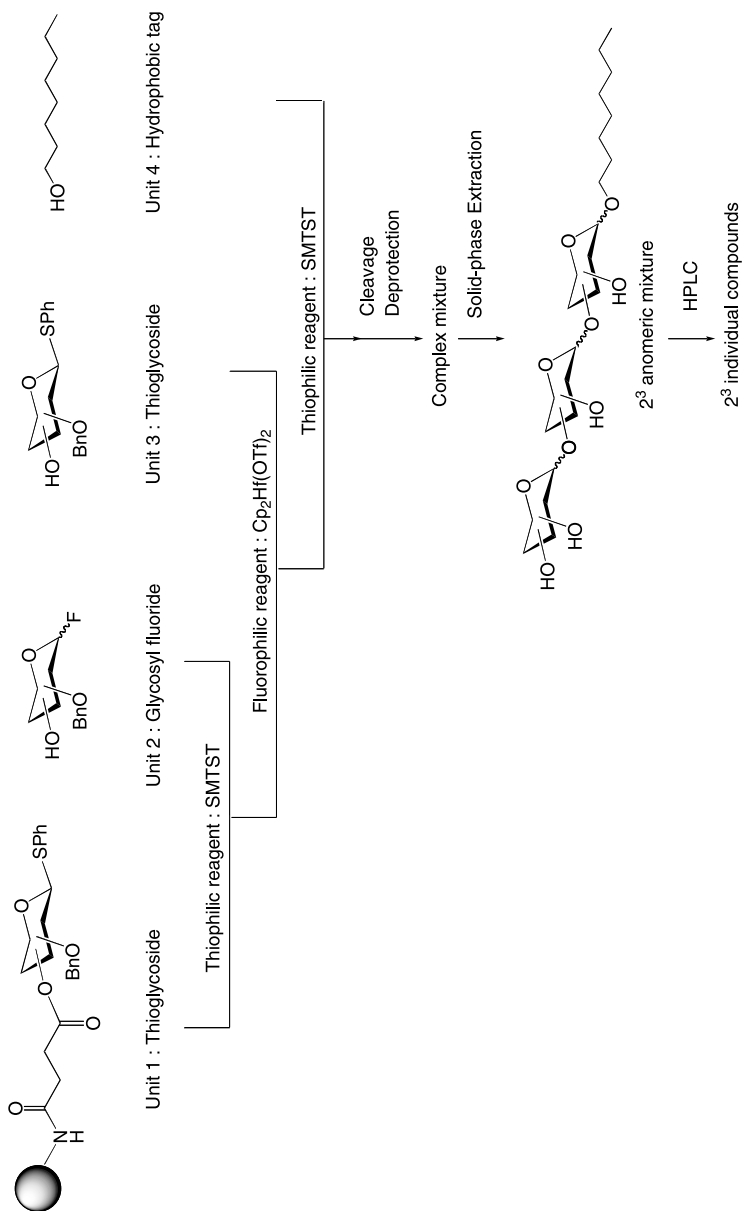 O
N
H
O
O
O
SPh
BnO
HO
O
F
BnO
HO
O
SPh
BnO
HO
Unit 1 : Thioglycoside
Unit 2 : Glycosyl fluoride
Unit 3 : Thioglycoside
Unit 4 : Hydrophobic tag
Thiophilic reagent : SMTST
Fluorophilic reagent : Cp₂Hf(OTf)₂
Thiophilic reagent : SMTST
Cleavage
Deprotection
Complex mixture
Solid-phase Extraction
HO
HO
O
O
HO
O
O
HO
O
O
2³ anomeric mixture
HPLC
2³ individual compounds